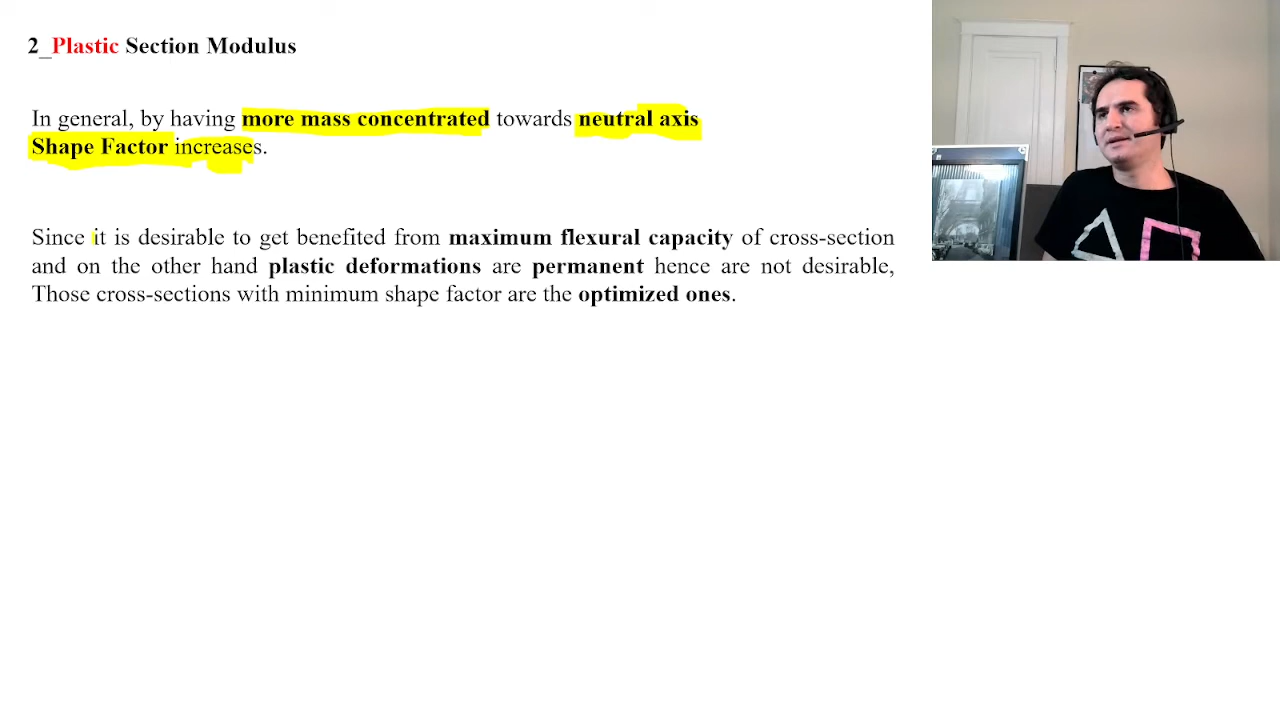 2_Plastic Section Modulus
In general, by having more mass concentrated towards neutral axis
Shape Factor increases.
Since it is desirable to get benefited from maximum flexural capacity of cross-section
and on the other hand plastic deformations are permanent hence are not desirable,
Those cross-sections with minimum shape factor are the optimized ones.